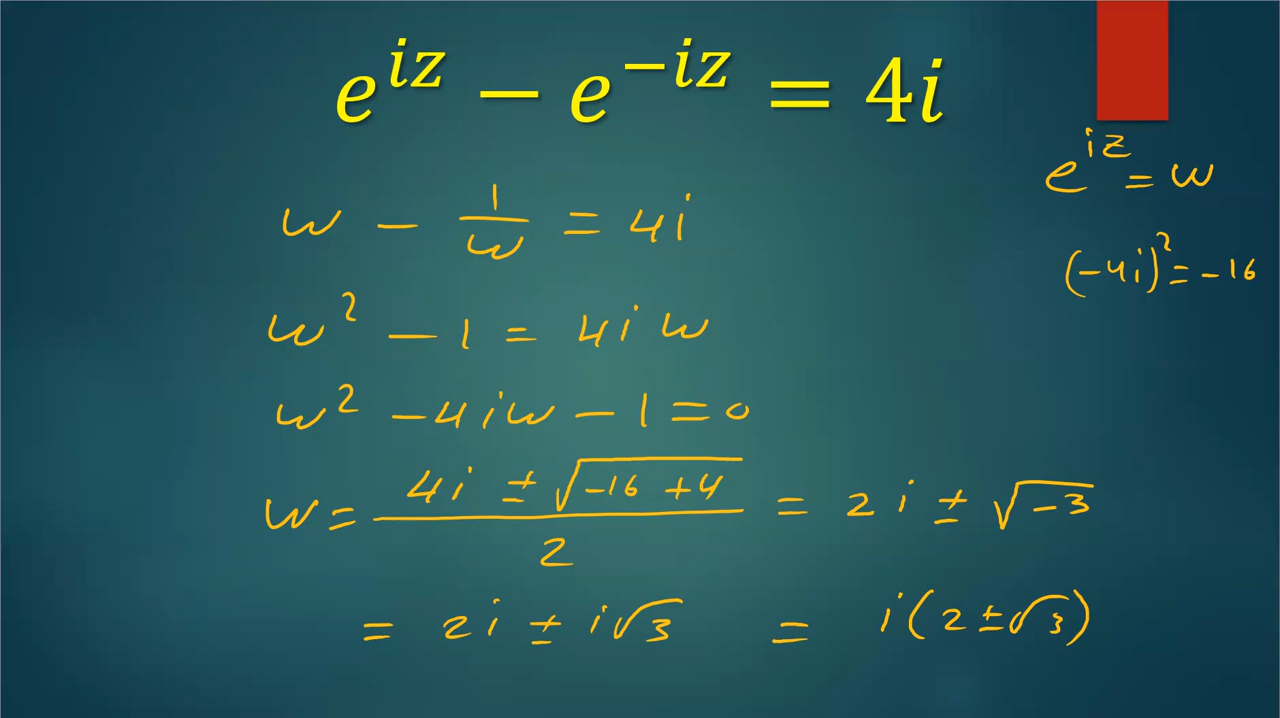 e^{iz} − e^{−iz} = 4i
e^{iz} = w
w − 1/w = 4i
(−4i)² = −16
w² − 1 = 4iw
w² − 4iw − 1 = 0
w = (4i ± √(−16 + 4))/2 = 2i ± √−3
= 2i ± i√3 = i(2 ± √3)